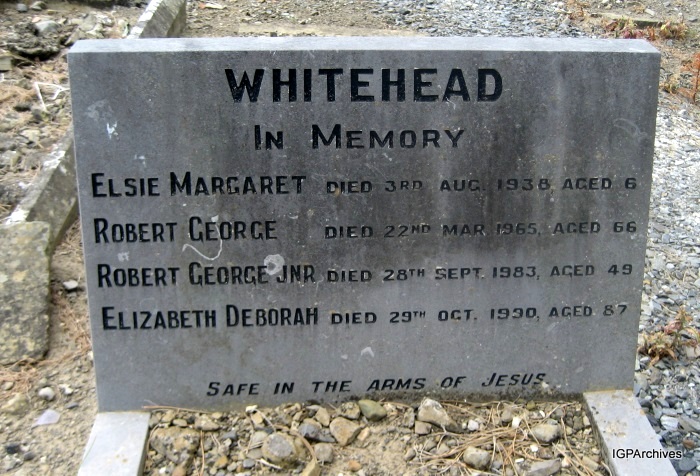 WHITEHEAD
IN MEMORY
ELSIE MARGARET DIED 3RD AUG. 1938, AGED 6
ROBERT GEORGE DIED 22ND MAR. 1965, AGED 66
ROBERT GEORGE JNR DIED 28TH SEPT. 1983, AGED 49
ELIZABETH DEBORAH DIED 29TH OCT. 1990, AGED 87
SAFE IN THE ARMS OF JESUS
IGPArchives